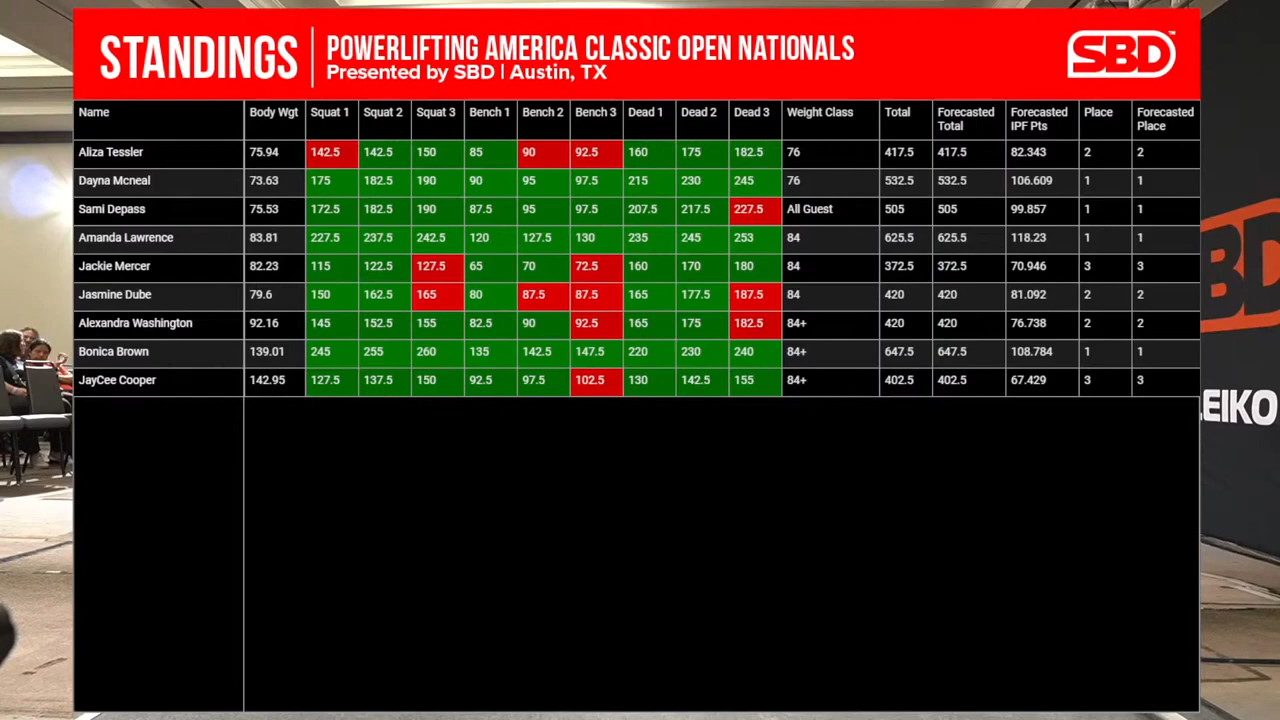 STANDINGS
POWERLIFTING AMERICA CLASSIC OPEN NATIONALS
Presented by SBD | Austin, TX
SBD™
Name Body Wgt Squat 1 Squat 2 Squat 3 Bench 1 Bench 2 Bench 3 Dead 1 Dead 2 Dead 3 Weight Class Total Forecasted Total Forecasted IPF Pts Place Forecasted Place
Aliza Tessler 75.94 142.5 142.5 150 85 90 92.5 160 175 182.5 76 417.5 417.5 82.343 2 2
Dayna Mcneal 73.63 175 182.5 190 90 95 97.5 215 230 245 76 532.5 532.5 106.609 1 1
Sami Depass 75.53 172.5 182.5 190 87.5 95 97.5 207.5 217.5 227.5 All Guest 505 505 99.857 1 1
Amanda Lawrence 83.81 227.5 237.5 242.5 120 127.5 130 235 245 253 84 625.5 625.5 118.23 1 1
Jackie Mercer 82.23 115 122.5 127.5 65 70 72.5 160 170 180 84 372.5 372.5 70.946 3 3
Jasmine Dube 79.6 150 162.5 165 80 87.5 87.5 165 177.5 187.5 84 420 420 81.092 2 2
Alexandra Washington 92.16 145 152.5 155 82.5 90 92.5 165 175 182.5 84+ 420 420 76.738 2 2
Bonica Brown 139.01 245 255 260 135 142.5 147.5 220 230 240 84+ 647.5 647.5 108.784 1 1
JayCee Cooper 142.95 127.5 137.5 150 92.5 97.5 102.5 130 142.5 155 84+ 402.5 402.5 67.429 3 3
BD
EIKO